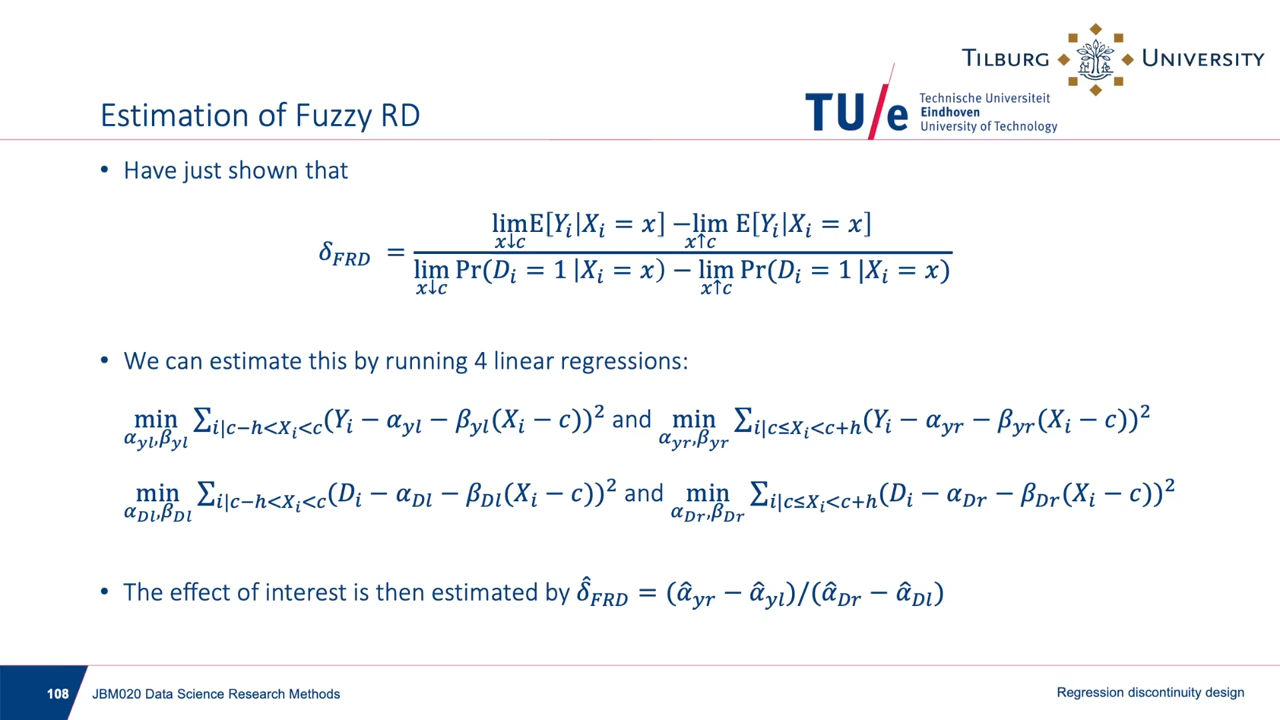 TILBURG UNIVERSITY
TU/e Technische Universiteit
Eindhoven
University of Technology
Estimation of Fuzzy RD
• Have just shown that
δ_FRD = (lim_{x↓c} E[Y_i|X_i = x] − lim_{x↑c} E[Y_i|X_i = x]) / (lim_{x↓c} Pr(D_i = 1 |X_i = x) − lim_{x↑c} Pr(D_i = 1 |X_i = x))
• We can estimate this by running 4 linear regressions:
min_{α_yl,β_yl} ∑_{i|c−h<X_i<c}(Y_i − α_yl − β_yl(X_i − c))² and min_{α_yr,β_yr} ∑_{i|c≤X_i<c+h}(Y_i − α_yr − β_yr(X_i − c))²
min_{α_Dl,β_Dl} ∑_{i|c−h<X_i<c}(D_i − α_Dl − β_Dl(X_i − c))² and min_{α_Dr,β_Dr} ∑_{i|c≤X_i<c+h}(D_i − α_Dr − β_Dr(X_i − c))²
• The effect of interest is then estimated by δ̂_FRD = (α̂_yr − α̂_yl)/(α̂_Dr − α̂_Dl)
108 JBM020 Data Science Research Methods
Regression discontinuity design